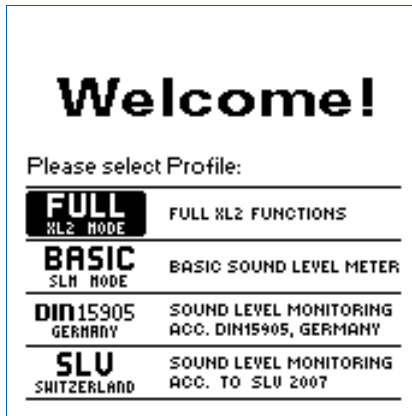 Welcome!
Please select Profile:
FULL
XL2 MODE
FULL XL2 FUNCTIONS
BASIC
SLM MODE
BASIC SOUND LEVEL METER
DIN15905
GERMANY
SOUND LEVEL MONITORING
ACC. DIN15905, GERMANY
SLV
SWITZERLAND
SOUND LEVEL MONITORING
ACC. TO SLV 2007